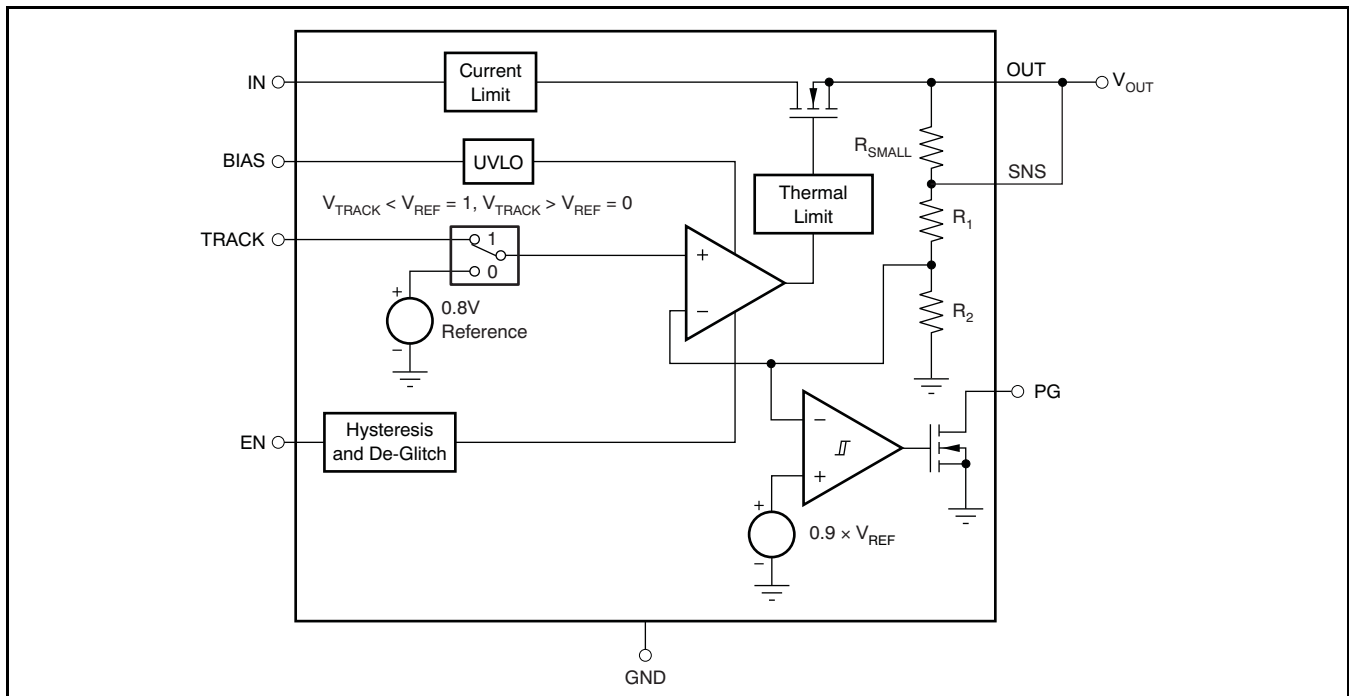 IN
Current
Limit
OUT
V_OUT
BIAS
UVLO
R_SMALL
SNS
V_TRACK < V_REF = 1, V_TRACK > V_REF = 0
Thermal
Limit
R_1
TRACK
1
0
+
−
+
0.8V
Reference
−
R_2
PG
EN
Hysteresis
and De-Glitch
−
+
+
0.9 × V_REF
−
GND